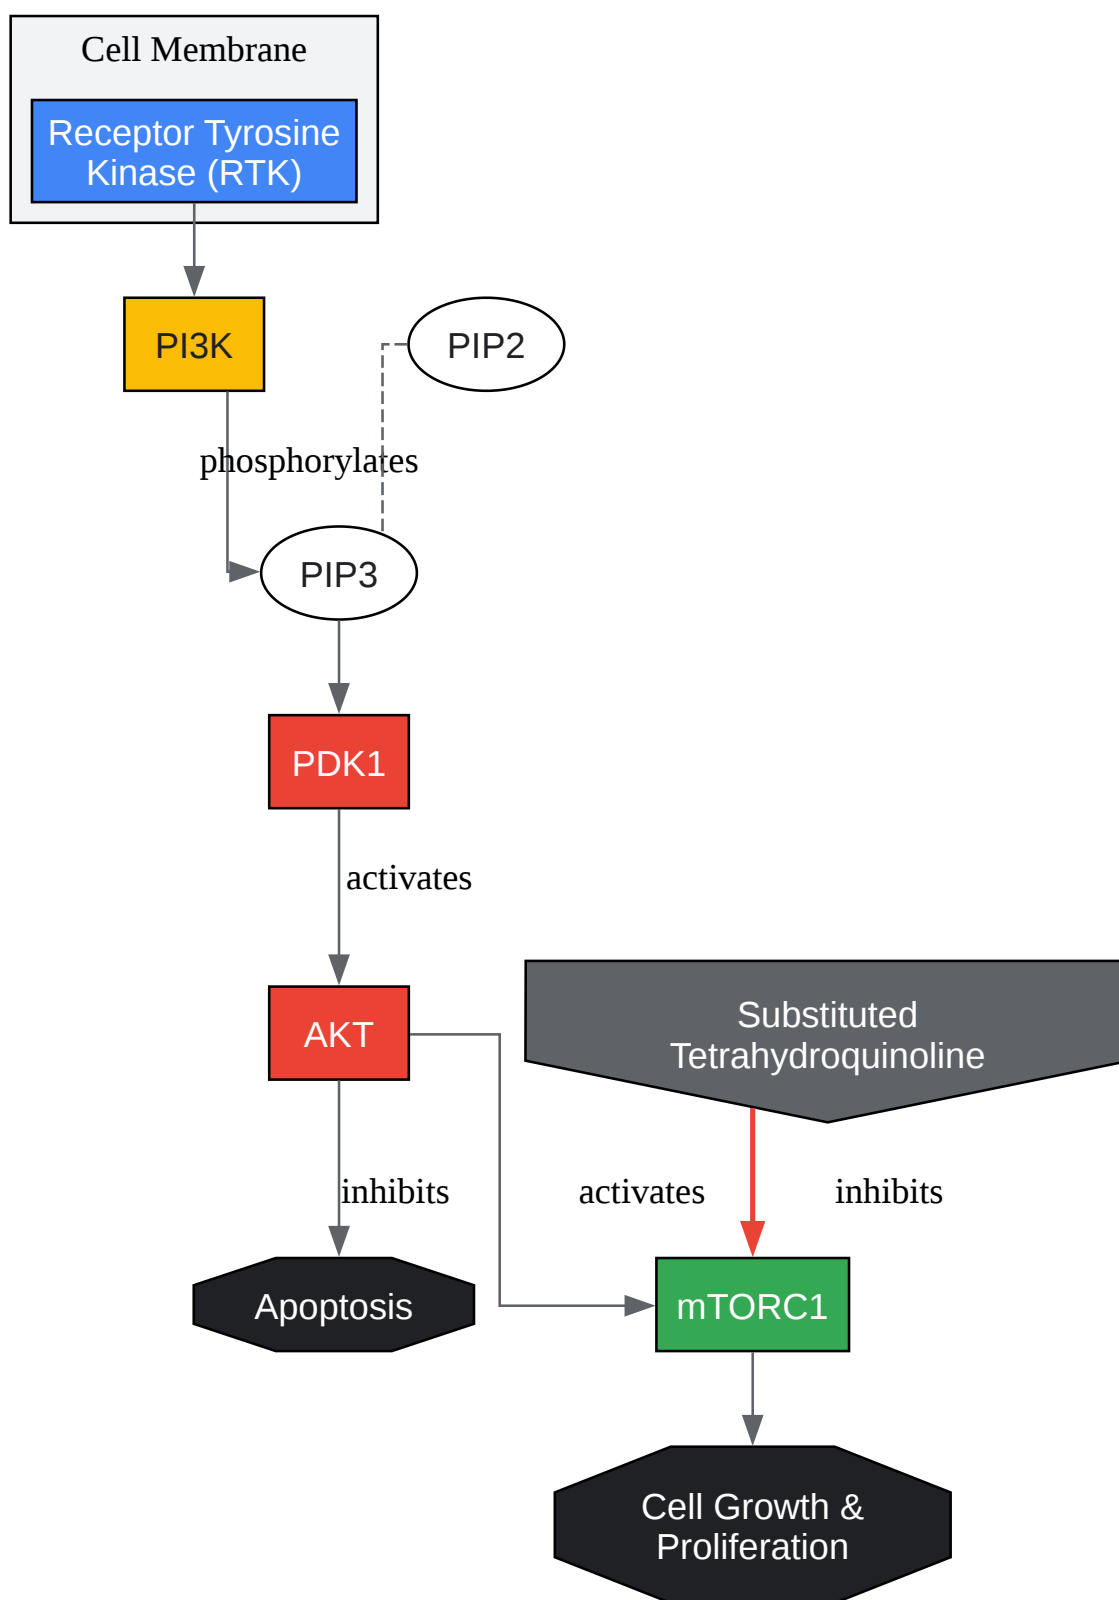 Cell Membrane
Receptor Tyrosine
Kinase (RTK)
PI3K
PIP2
phosphorylates
PIP3
PDK1
activates
AKT
Substituted
Tetrahydroquinoline
inhibits
activates
inhibits
Apoptosis
mTORC1
Cell Growth &
Proliferation